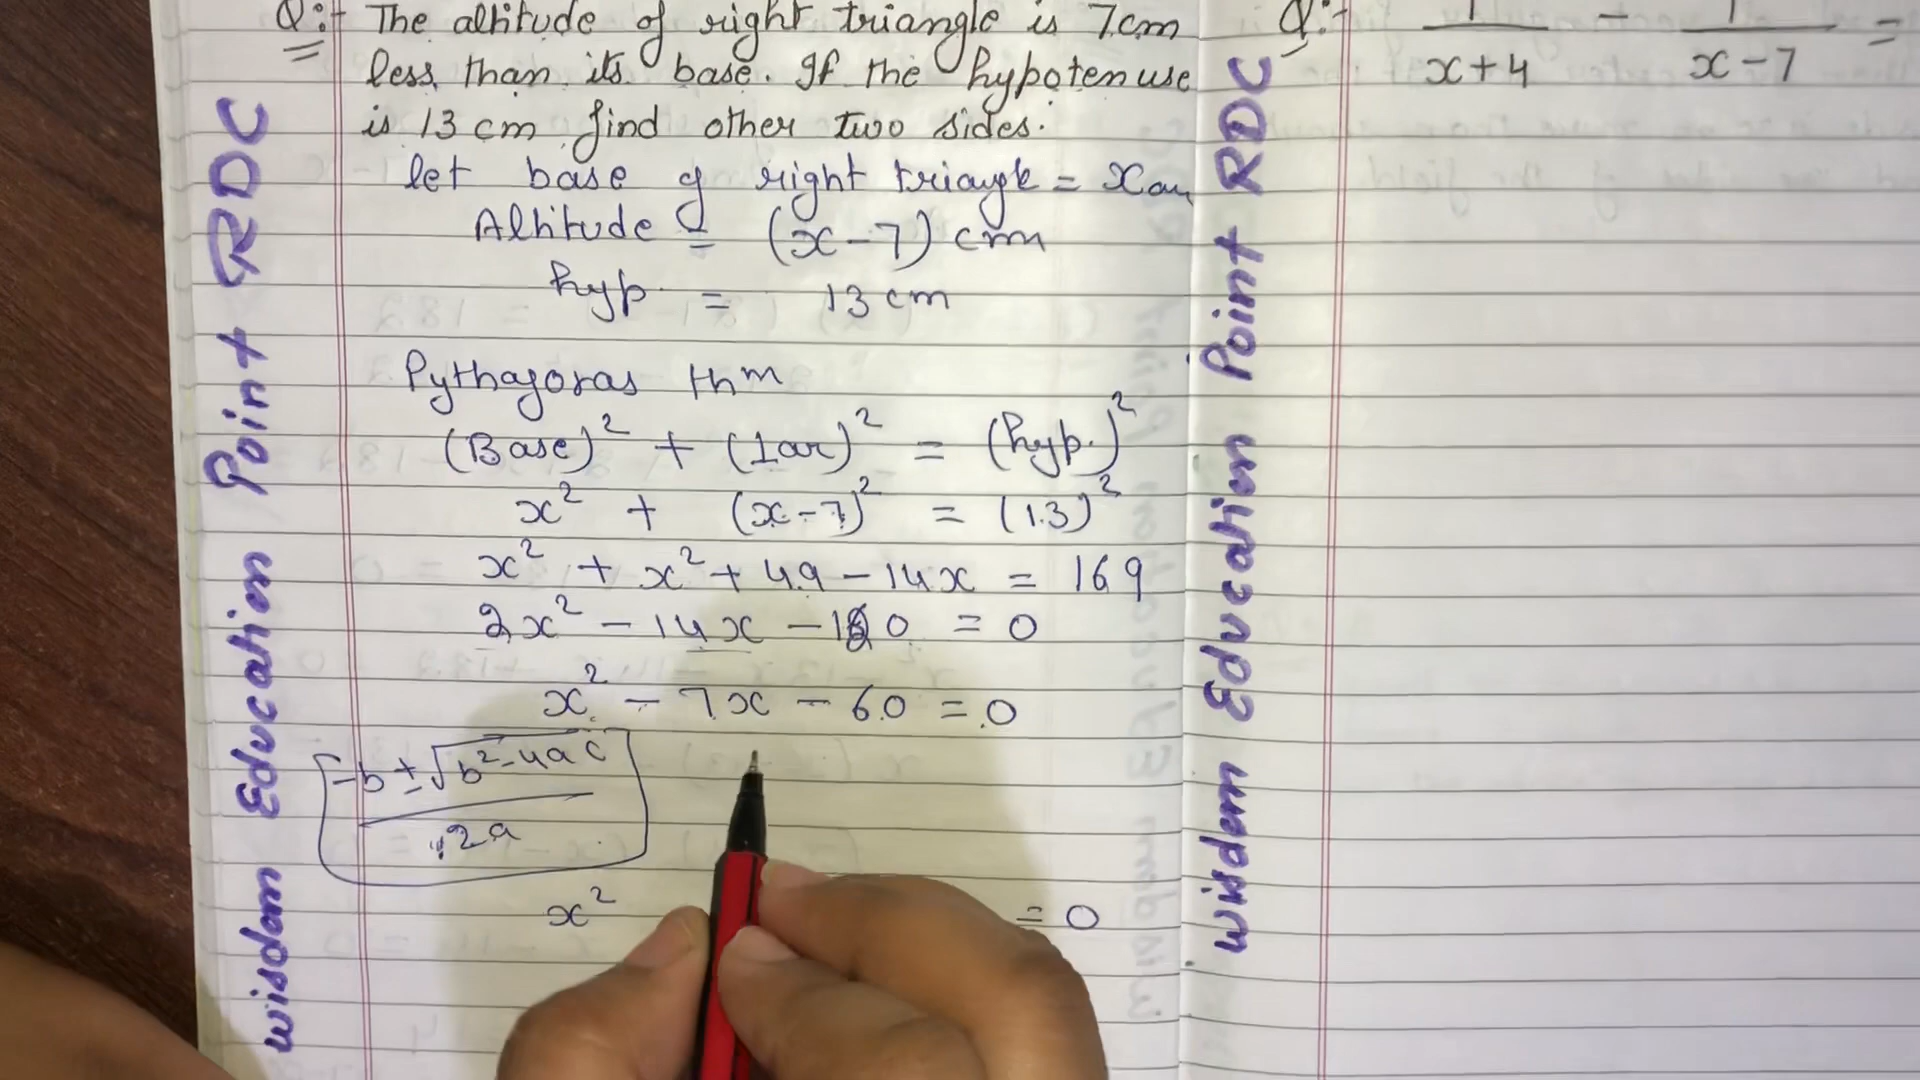 Q:- The altitude of right triangle is 7cm
less than its base. If the hypotenuse
is 13 cm find other two sides.
let base of right triangle = x cm
Altitude = (x-7) cm
hyp. = 13 cm
Pythagoras thm
(Base)² + (Lar)² = (hyp.)²
x² + (x-7)² = (13)²
x² + x² + 49 - 14x = 169
2x² - 14x - 120 = 0
x² - 7x - 60 = 0
-b ± √b²-4ac
2a
x² = 0
Wisdom Education Point RDC
Q:- 1 - 1 =
x+4 x-7
Wisdom Education Point RDC